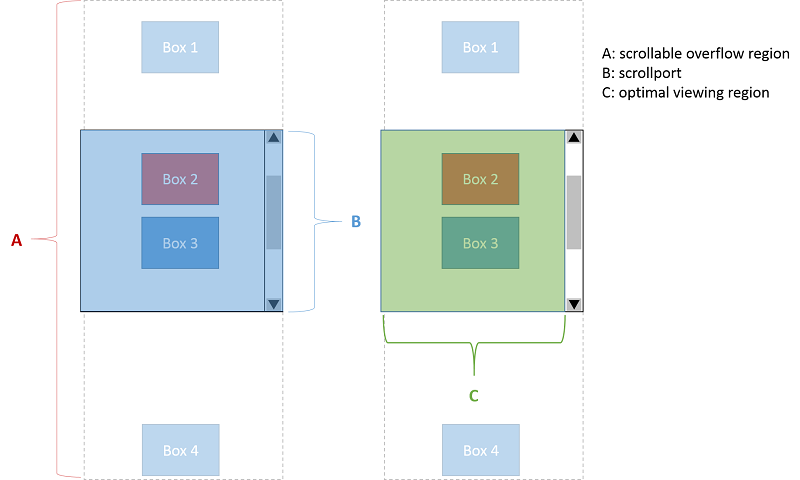 Box 1
Box 1
A: scrollable overflow region
B: scrollport
C: optimal viewing region
Box 2
Box 2
A
B
Box 3
Box 3
C
Box 4
Box 4